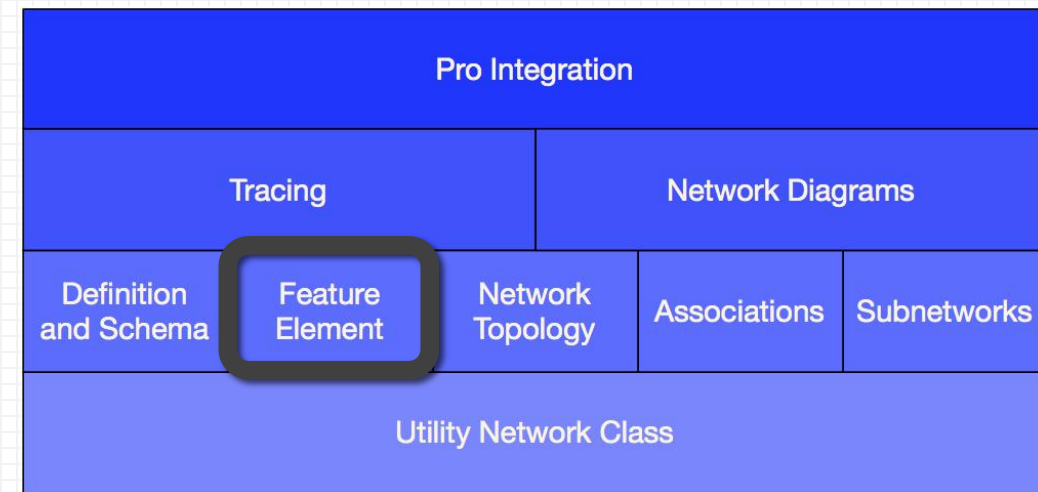 Pro Integration
Tracing
Network Diagrams
Definition
and Schema
Feature
Element
Network
Topology
Associations
Subnetworks
Utility Network Class